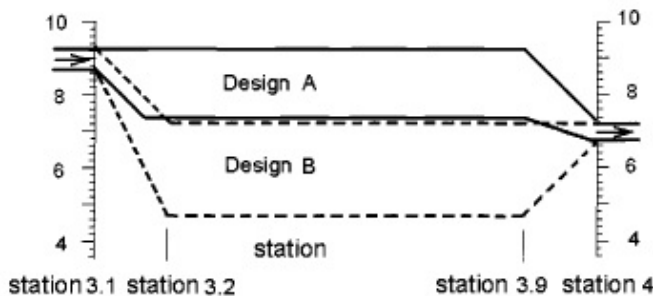 10
10
8
8
Design A
6
6
Design B
4
4
station
station 3.1
station 3.2
station 3.9
station 4